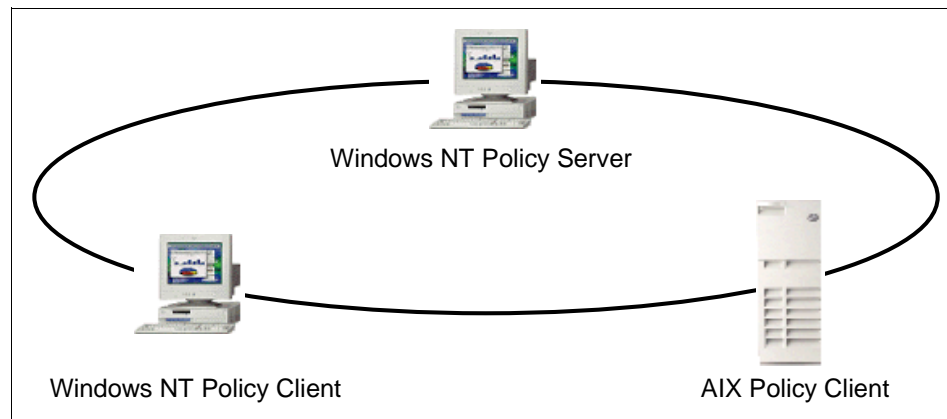 Windows NT Policy Server
Windows NT Policy Client
AIX Policy Client